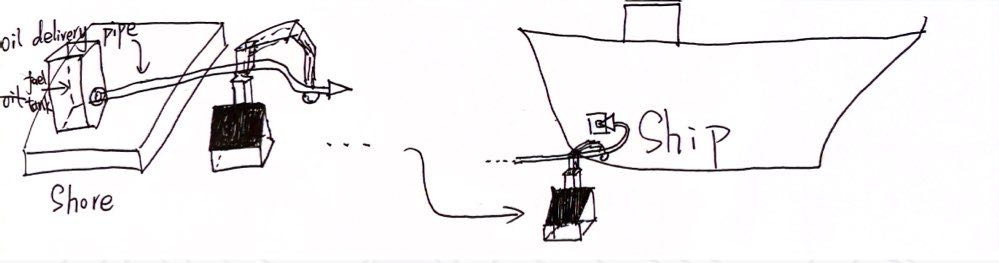 oil delivery pipe
fuel
oil tank
Shore
Ship